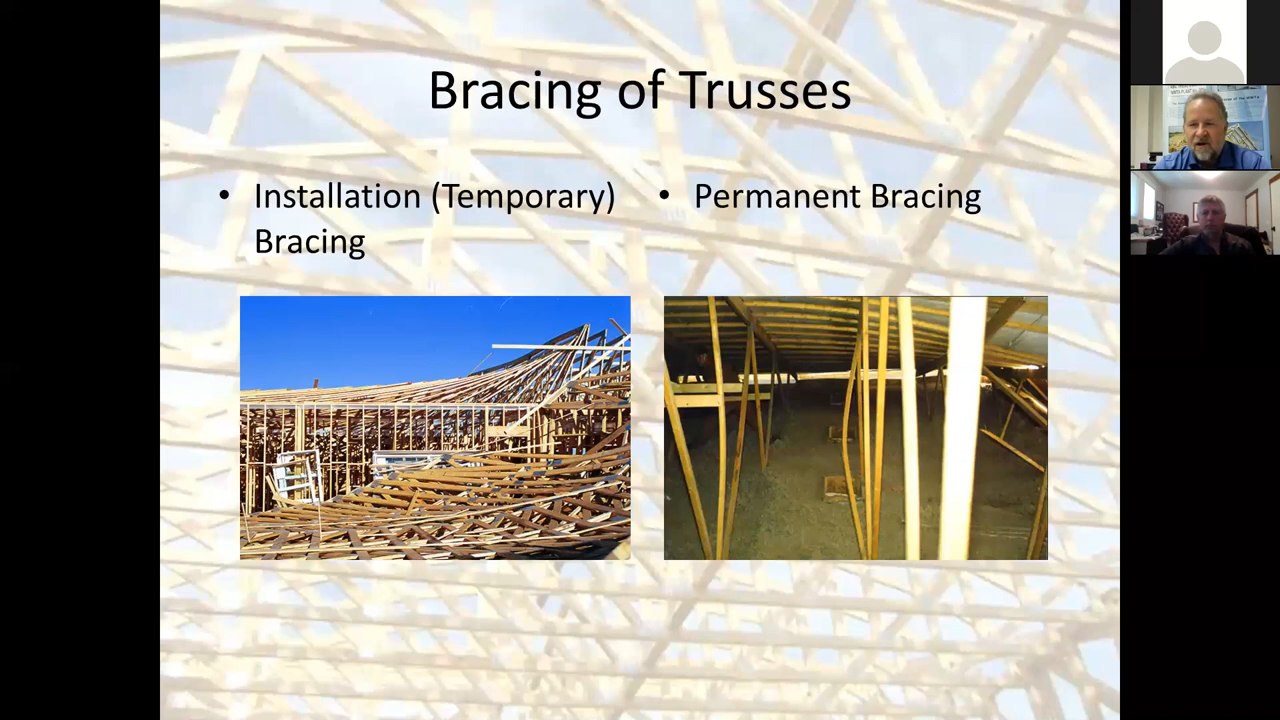 Bracing of Trusses
• Installation (Temporary)
Bracing
• Permanent Bracing